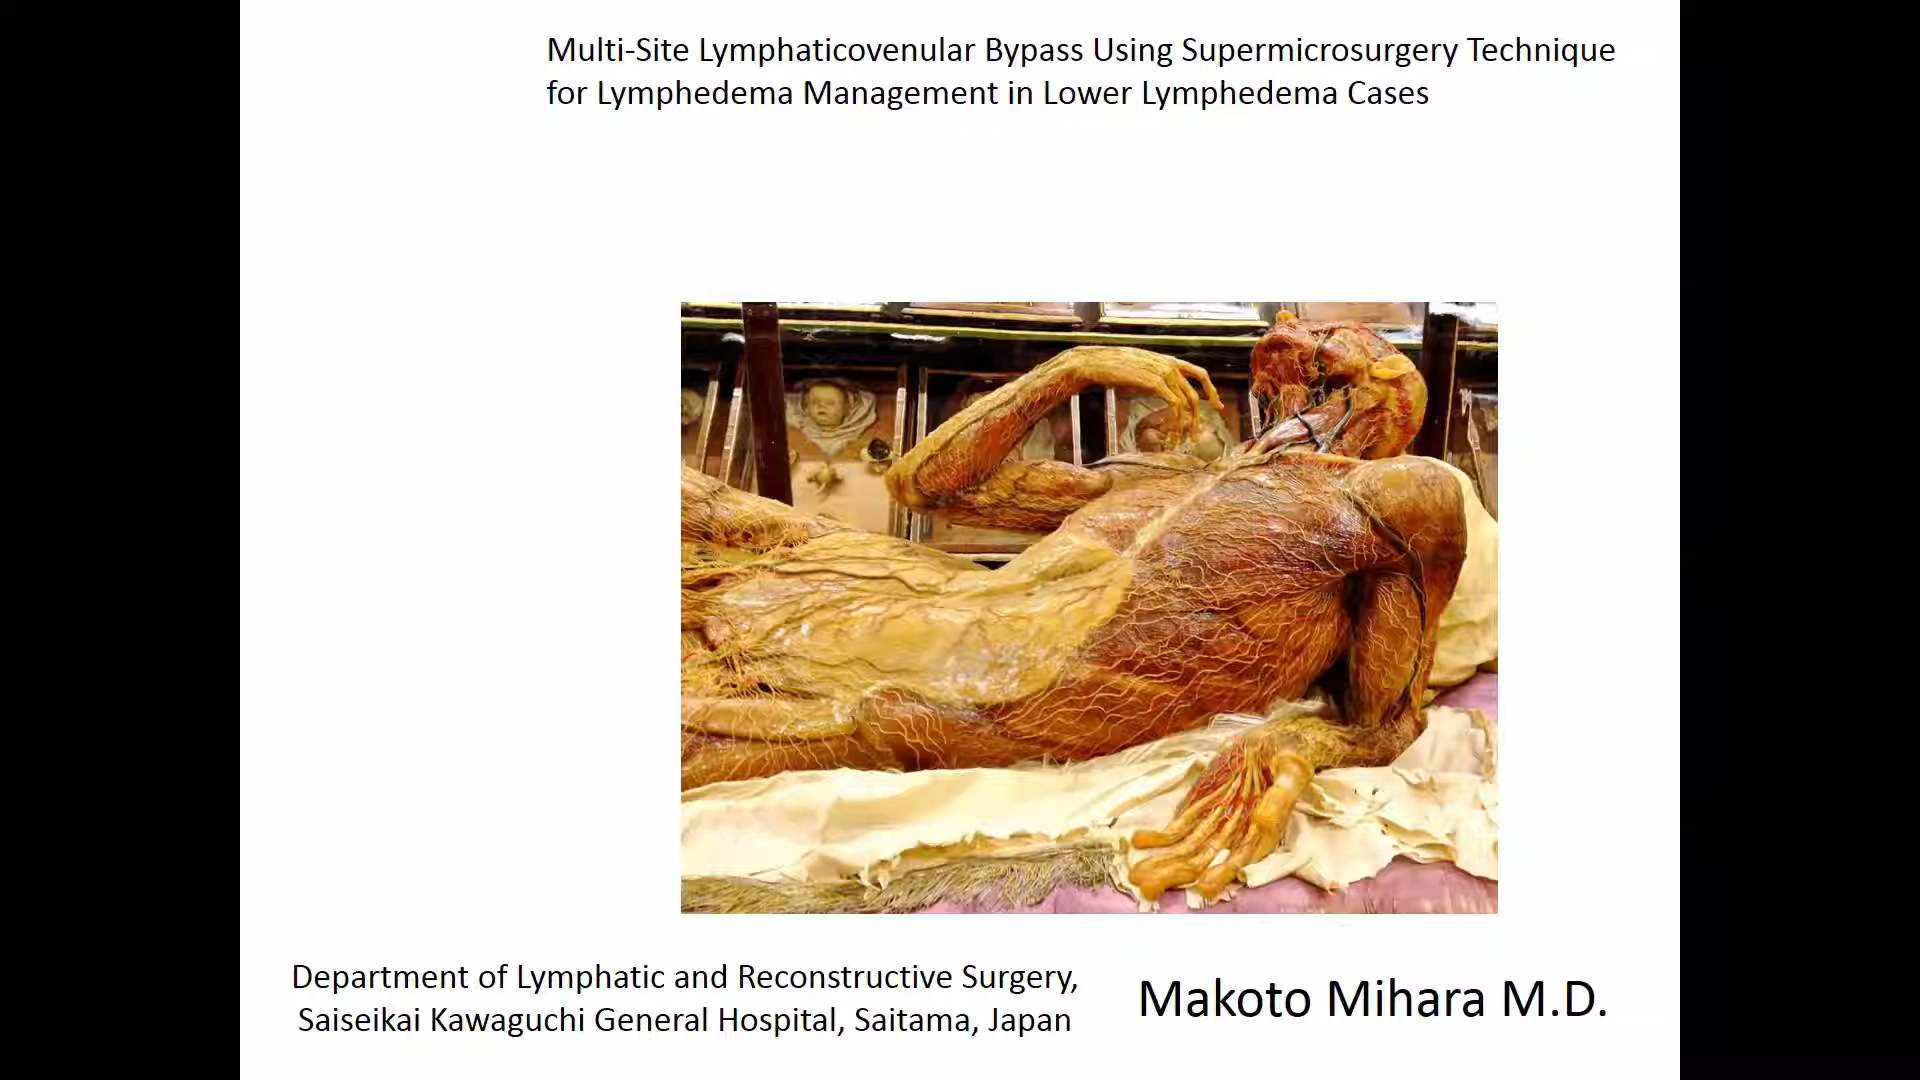 Multi-Site Lymphaticovenular Bypass Using Supermicrosurgery Technique
for Lymphedema Management in Lower Lymphedema Cases
Department of Lymphatic and Reconstructive Surgery,
Saiseikai Kawaguchi General Hospital, Saitama, Japan
Makoto Mihara M.D.